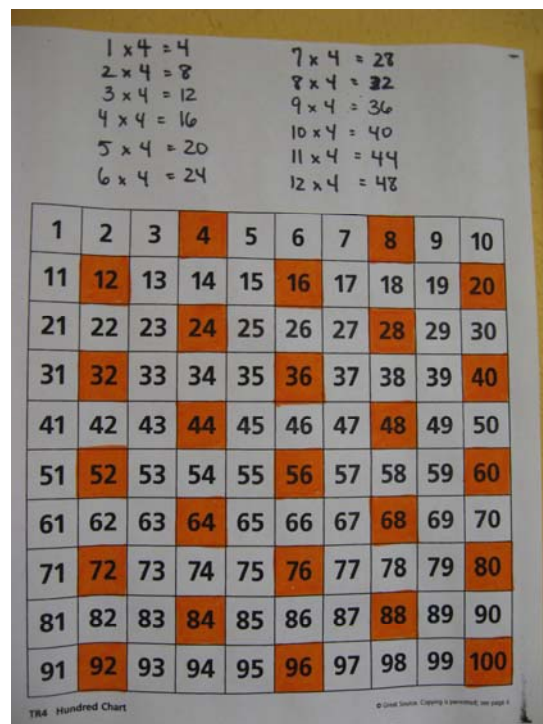 1 x 4 = 4
2 x 4 = 8
3 x 4 = 12
4 x 4 = 16
5 x 4 = 20
6 x 4 = 24
7 x 4 = 28
8 x 4 = 32
9 x 4 = 36
10 x 4 = 40
11 x 4 = 44
12 x 4 = 48
1 2 3 4 5 6 7 8 9 10
11 12 13 14 15 16 17 18 19 20
21 22 23 24 25 26 27 28 29 30
31 32 33 34 35 36 37 38 39 40
41 42 43 44 45 46 47 48 49 50
51 52 53 54 55 56 57 58 59 60
61 62 63 64 65 66 67 68 69 70
71 72 73 74 75 76 77 78 79 80
81 82 83 84 85 86 87 88 89 90
91 92 93 94 95 96 97 98 99 100
TR4 Hundred Chart
© Great Source. Copying is permitted; see page